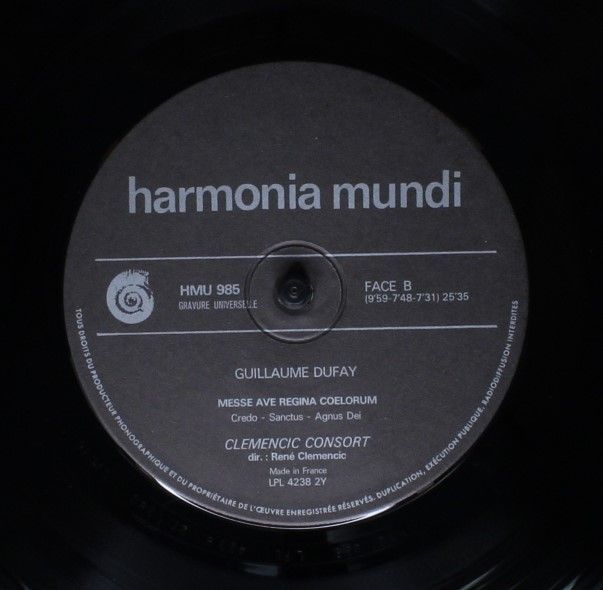 harmonia mundi
HMU 985
GRAVURE UNIVERSELLE
FACE B
(9'59-7'48-7'31) 25'35
GUILLAUME DUFAY
MESSE AVE REGINA COELORUM
Credo - Sanctus - Agnus Dei
CLEMENCIC CONSORT
dir. : René Clemencic
Made in France
LPL 4238 2Y
TOUS DROITS DU PRODUCTEUR PHONOGRAPHIQUE ET DU PROPRIÉTAIRE DE L'ŒUVRE ENREGISTRÉE RÉSERVÉS. DUPLICATION, EXÉCUTION PUBLIQUE, RADIODIFFUSION INTERDITES